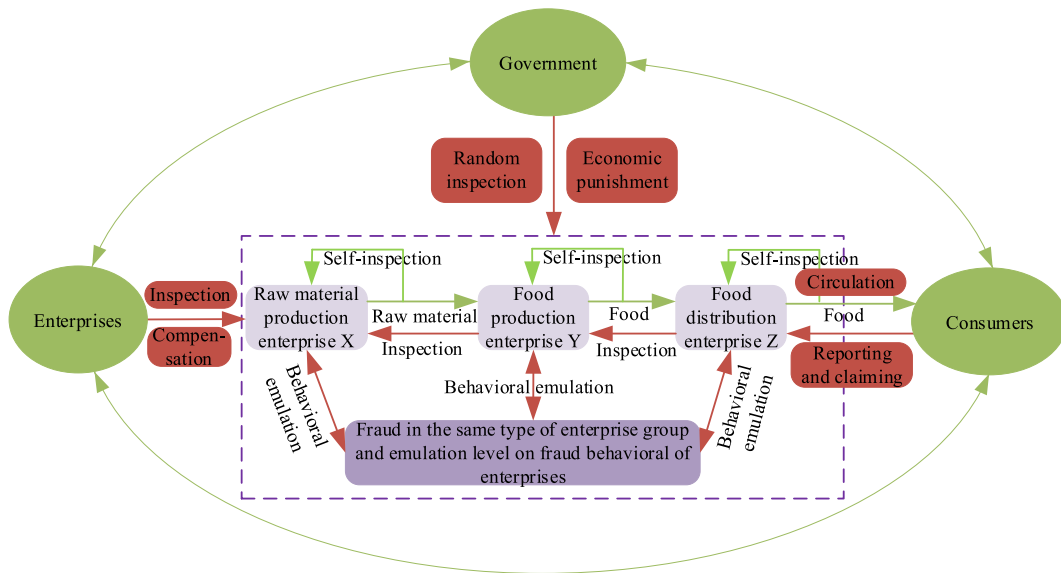 Government
Random
inspection
Economic
punishment
Self-inspection
Self-inspection
Self-inspection
Enterprises
Inspection
Compen-
sation
Raw material
production
enterprise X
Raw material
Inspection
Food
production
enterprise Y
Food
Inspection
Food
distribution
enterprise Z
Circulation
Food
Reporting
and claiming
Consumers
Behavioral
emulation
Behavioral emulation
Behavioral
emulation
Fraud in the same type of enterprise group
and emulation level on fraud behavioral of
enterprises